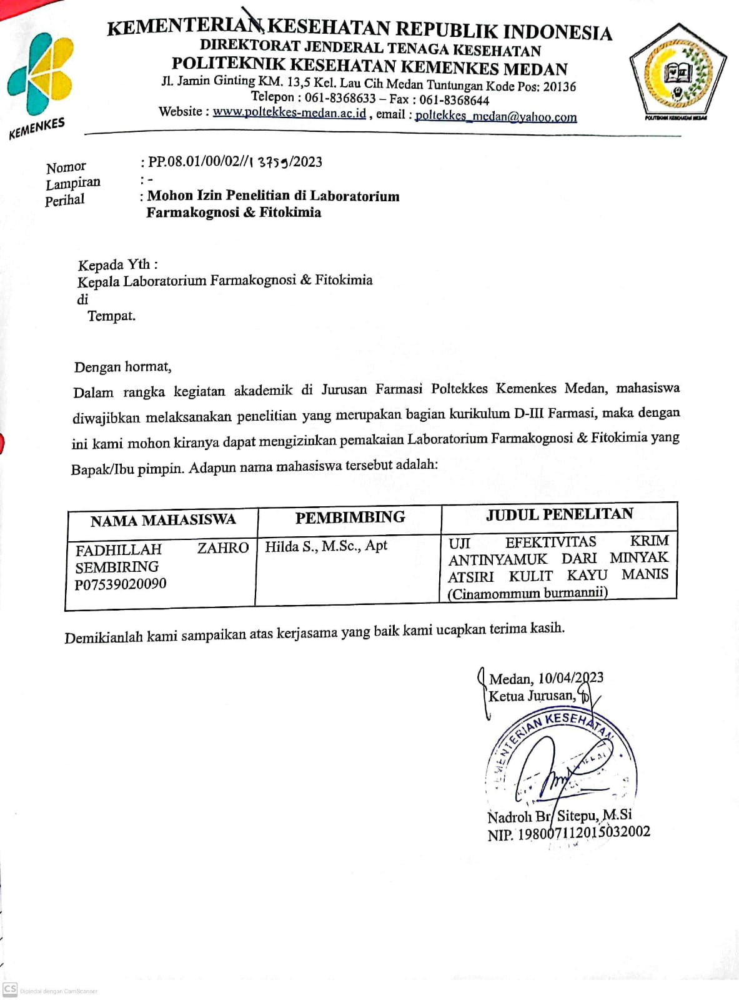 KEMENTERIAN KESEHATAN REPUBLIK INDONESIA
DIREKTORAT JENDERAL TENAGA KESEHATAN
POLITEKNIK KESEHATAN KEMENKES MEDAN
Jl. Jamin Ginting KM. 13,5 Kel. Lau Cih Medan Tuntungan Kode Pos: 20136
Telepon : 061-8368633 – Fax : 061-8368644
Website : www.poltekkes-medan.ac.id , email : poltekkes_medan@yahoo.com
KEMENKES
POLITEKNIK KESEHATAN MEDAN
Nomor : PP.08.01/00/02//13759/2023
Lampiran : -
Perihal : Mohon Izin Penelitian di Laboratorium
Farmakognosi & Fitokimia
Kepada Yth :
Kepala Laboratorium Farmakognosi & Fitokimia
di
Tempat.
Dengan hormat,
Dalam rangka kegiatan akademik di Jurusan Farmasi Poltekkes Kemenkes Medan, mahasiswa
diwajibkan melaksanakan penelitian yang merupakan bagian kurikulum D-III Farmasi, maka dengan
ini kami mohon kiranya dapat mengizinkan pemakaian Laboratorium Farmakognosi & Fitokimia yang
Bapak/Ibu pimpin. Adapun nama mahasiswa tersebut adalah:
NAMA MAHASISWA PEMBIMBING JUDUL PENELITAN
FADHILLAH ZAHRO Hilda S., M.Sc., Apt UJI EFEKTIVITAS KRIM
SEMBIRING ANTINYAMUK DARI MINYAK
P07539020090 ATSIRI KULIT KAYU MANIS
(Cinamommum burmannii)
Demikianlah kami sampaikan atas kerjasama yang baik kami ucapkan terima kasih.
Medan, 10/04/2023
Ketua Jurusan,
KEMENTERIAN KESEHATAN
Nadroh Br Sitepu, M.Si
NIP. 198007112015032002
CS Dipindai dengan CamScanner